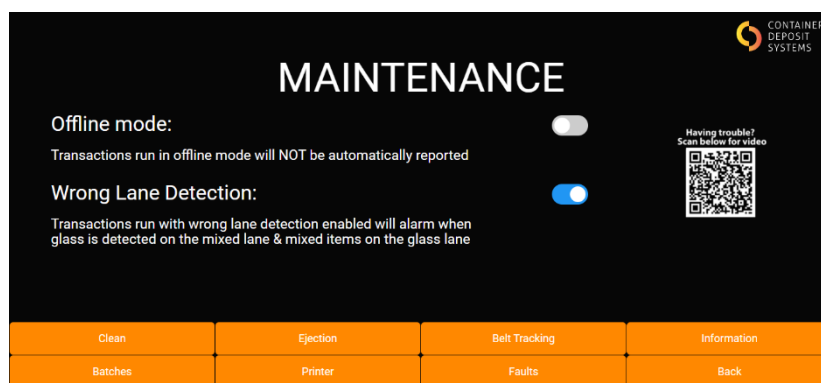 CONTAINER
DEPOSIT
SYSTEMS
MAINTENANCE
Offline mode:
Transactions run in offline mode will NOT be automatically reported
Having trouble?
Scan below for video
Wrong Lane Detection:
Transactions run with wrong lane detection enabled will alarm when
glass is detected on the mixed lane & mixed items on the glass lane
Clean
Ejection
Belt Tracking
Information
Batches
Printer
Faults
Back